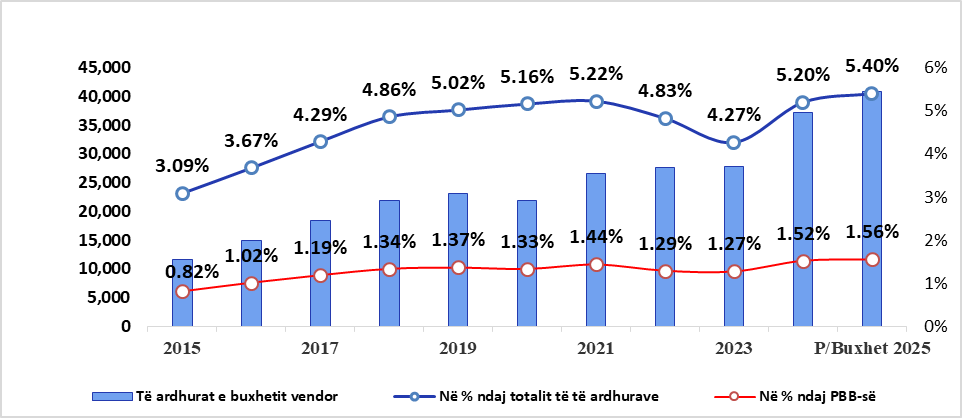 45,000 6%
40,000 5%
35,000
30,000 4%
25,000 3%
20,000
15,000 2%
10,000 1%
5,000
0 0%
3.09% 3.67% 4.29% 4.86% 5.02% 5.16% 5.22% 4.83% 4.27% 5.20% 5.40%
0.82% 1.02% 1.19% 1.34% 1.37% 1.33% 1.44% 1.29% 1.27% 1.52% 1.56%
2015 2017 2019 2021 2023 P/Buxhet 2025
Të ardhurat e buxhetit vendor Në % ndaj totalit të të ardhurave Në % ndaj PBB-së